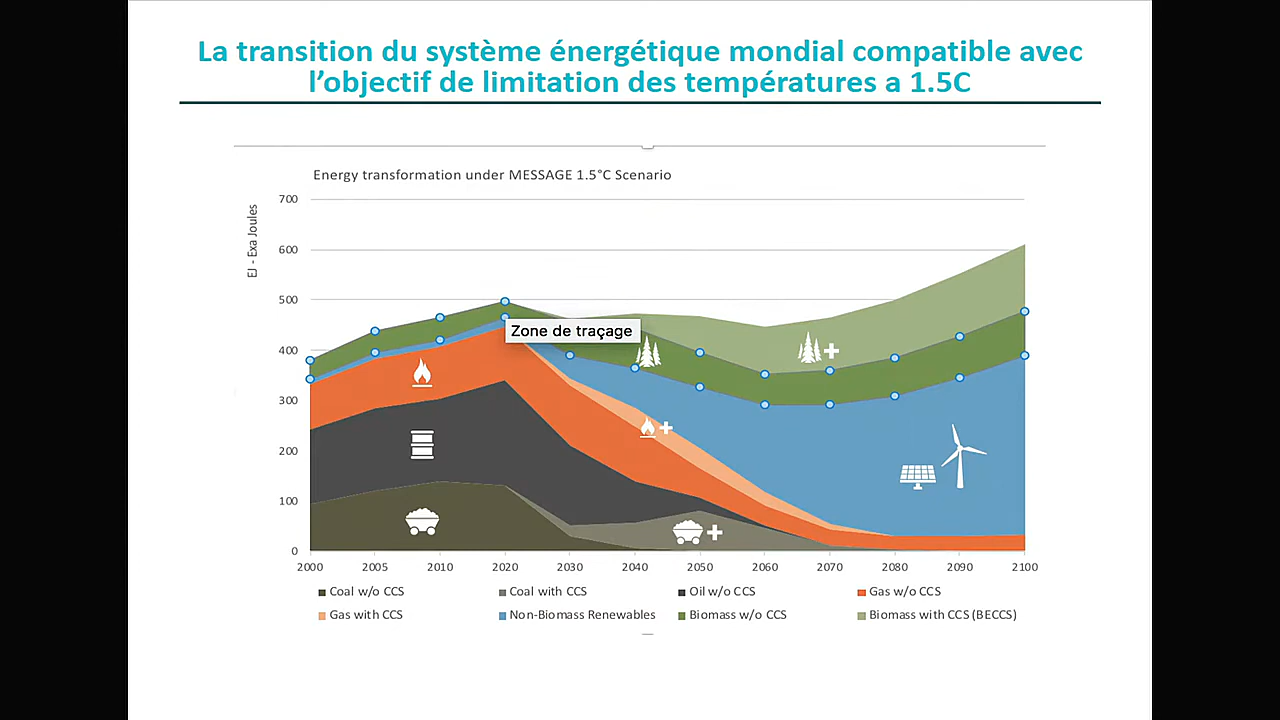 La transition du système énergétique mondial compatible avec
l'objectif de limitation des températures a 1.5C
Energy transformation under MESSAGE 1.5°C Scenario
EJ - Exa Joules
700
600
500
400
300
200
100
0
Zone de traçage
2000 2005 2010 2020 2030 2040 2050 2060 2070 2080 2090 2100
Coal w/o CCS Coal with CCS Oil w/o CCS Gas w/o CCS
Gas with CCS Non-Biomass Renewables Biomass w/o CCS Biomass with CCS (BECCS)